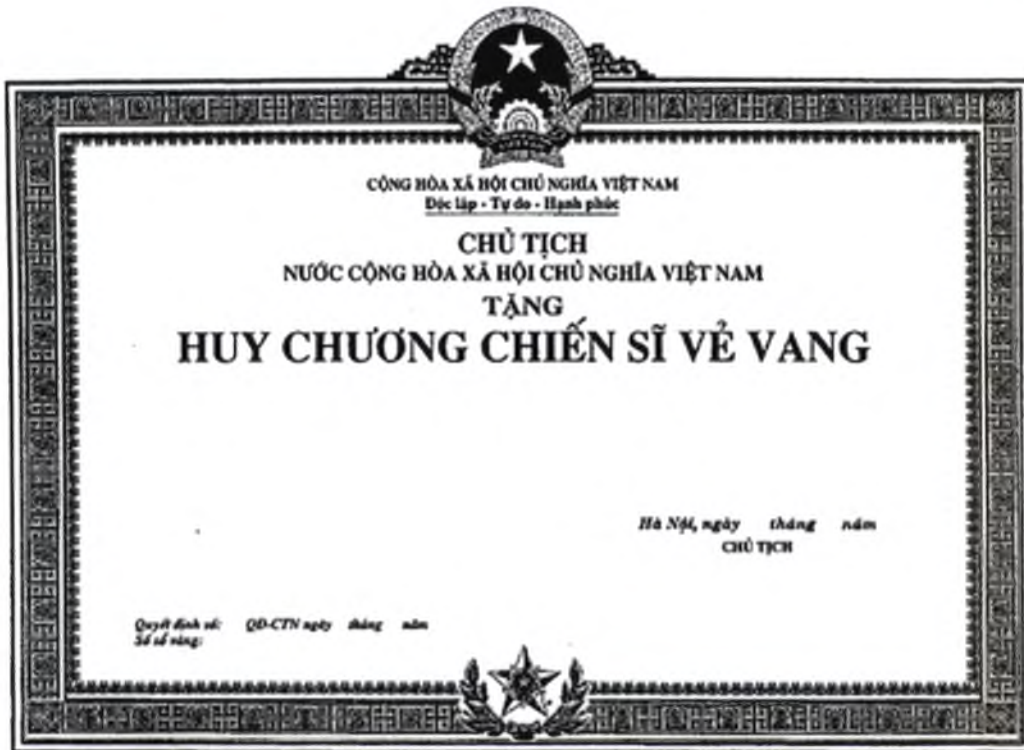 CỘNG HÒA XÃ HỘI CHỦ NGHĨA VIỆT NAM
Độc lập - Tự do - Hạnh phúc
CHỦ TỊCH
NƯỚC CỘNG HÒA XÃ HỘI CHỦ NGHĨA VIỆT NAM
TẶNG
HUY CHƯƠNG CHIẾN SĨ VẺ VANG
Hà Nội, ngày tháng năm
CHỦ TỊCH
Quyết định số: QĐ-CTN ngày tháng năm
Số sổ vàng: